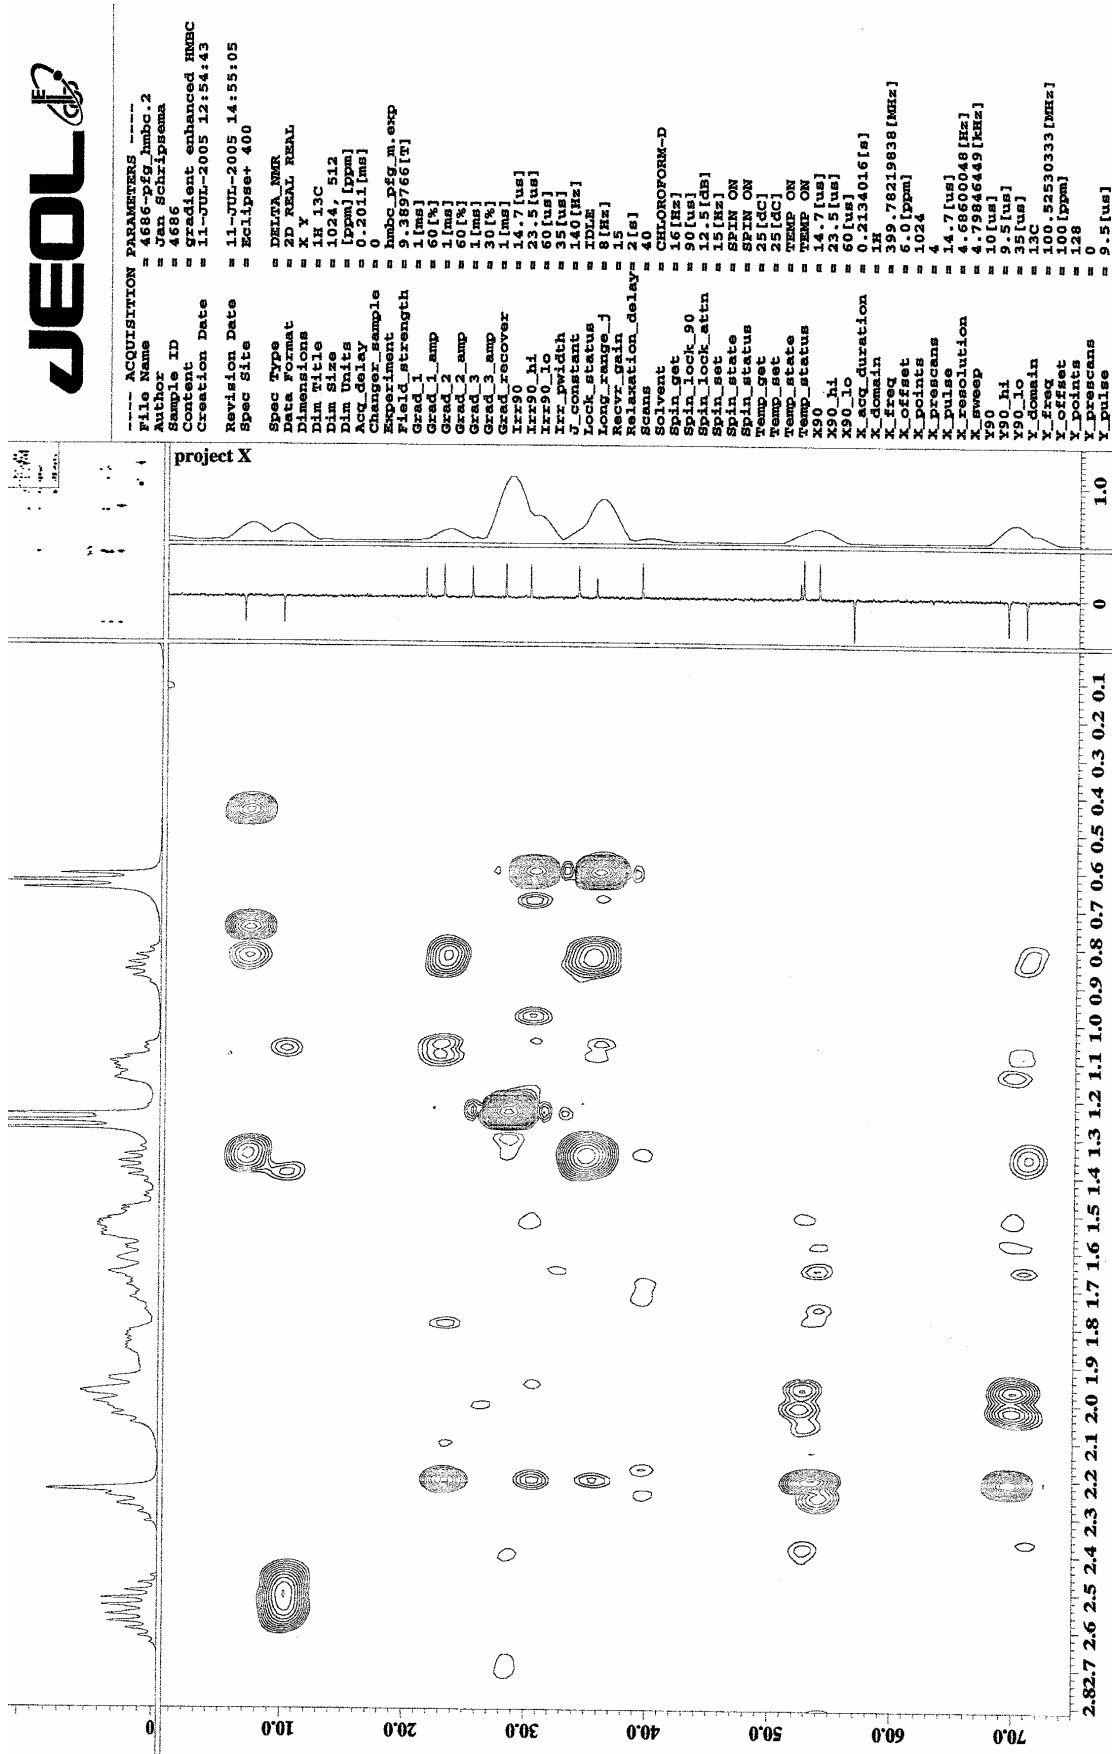 JEOL
---- ACQUISITION PARAMETERS ----
File Name = 4686-pfg_hmbc.2
Author = Jan Schripsema
Sample ID = 4686
Content = gradient enhanced HMBC
Creation Date = 11-JUL-2005 12:54:43
Revision Date = 11-JUL-2005 14:55:05
Spec Site = Eclipse+ 400
Spec Type = DELTA_NMR
Data Format = 2D REAL REAL
Dimensions = X Y
Dim Title = 1H 13C
Dim Size = 1024, 512
Dim Units = [ppm] [ppm]
Acq_delay = 0.2011[ms]
Changer_sample = 0
Experiment = hmbc_pfg_m.exp
Field_strength = 9.389766[T]
Grad_1 = 1[ms]
Grad_1_amp = 60[%]
Grad_2 = 1[ms]
Grad_2_amp = 60[%]
Grad_3 = 1[ms]
Grad_3_amp = 30[%]
Grad_recover = 1[ms]
Irr90 = 14.7[us]
Irr90_hi = 23.5[us]
Irr90_lo = 60[us]
Irr_pwidth = 35[us]
J_constant = 140[Hz]
Lock_status = IDLE
Long_range_j = 8[Hz]
Recvr_gain = 15
Relaxation_delay= 2[s]
Scans = 40
Solvent = CHLOROFORM-D
Spin_get = 16[Hz]
Spin_lock_90 = 90[us]
Spin_lock_attn = 12.5[dB]
Spin_set = 15[Hz]
Spin_state = SPIN ON
Spin_status = SPIN ON
Temp_get = 25[dC]
Temp_set = 25[dC]
Temp_state = TEMP ON
Temp_status = TEMP ON
X90 = 14.7[us]
X90_hi = 23.5[us]
X90_lo = 60[us]
X_acq_duration = 0.2134016[s]
X_domain = 1H
X_freq = 399.78219838[MHz]
X_offset = 6.0[ppm]
X_points = 1024
X_prescans = 4
X_pulse = 14.7[us]
X_resolution = 4.68600048[Hz]
X_sweep = 4.79846449[kHz]
Y90 = 10[us]
Y90_hi = 9.5[us]
Y90_lo = 35[us]
Y_domain = 13C
Y_freq = 100.52530333[MHz]
Y_offset = 100[ppm]
Y_points = 128
Y_prescans = 0
Y_pulse = 9.5[us]
project X
0 10.0 20.0 30.0 40.0 50.0 60.0 70.0
2.8 2.7 2.6 2.5 2.4 2.3 2.2 2.1 2.0 1.9 1.8 1.7 1.6 1.5 1.4 1.3 1.2 1.1 1.0 0.9 0.8 0.7 0.6 0.5 0.4 0.3 0.2 0.1
0 1.0